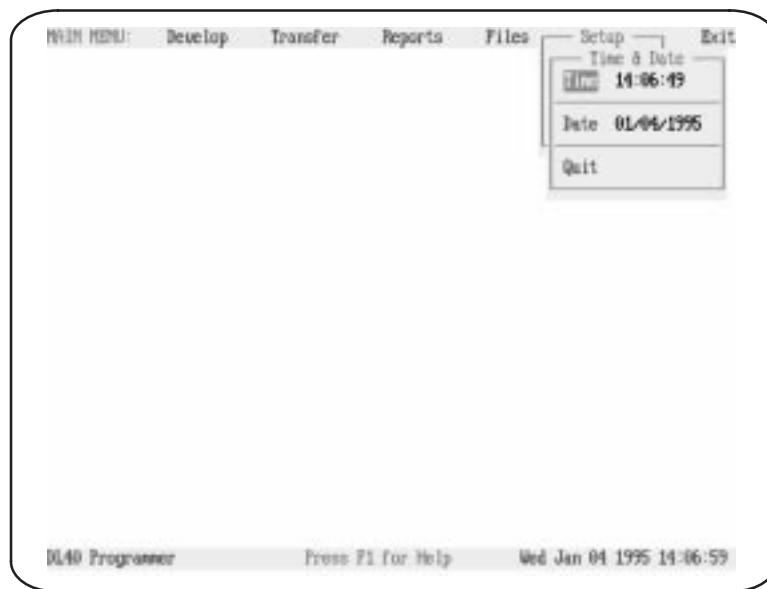 MAIN MENU: Develop Transfer Reports Files Setup Exit
Time & Date
Time 14:06:49
Date 01/04/1995
Quit
DL40 Programmer Press F1 for Help Wed Jan 04 1995 14:06:59